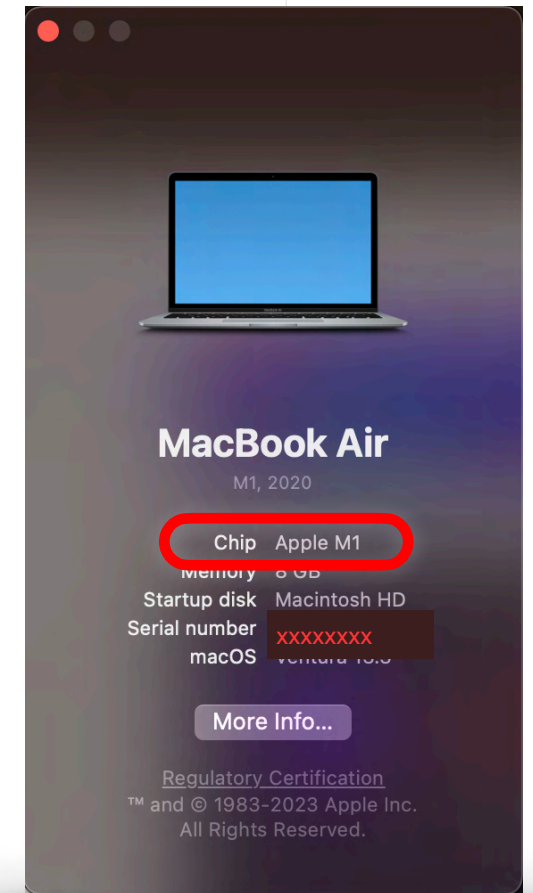 MacBook Air
M1, 2020
Chip Apple M1
Memory 8 GB
Startup disk Macintosh HD
Serial number xxxxxxxx
macOS Ventura
More Info...
Regulatory Certification
™ and © 1983-2023 Apple Inc.
All Rights Reserved.